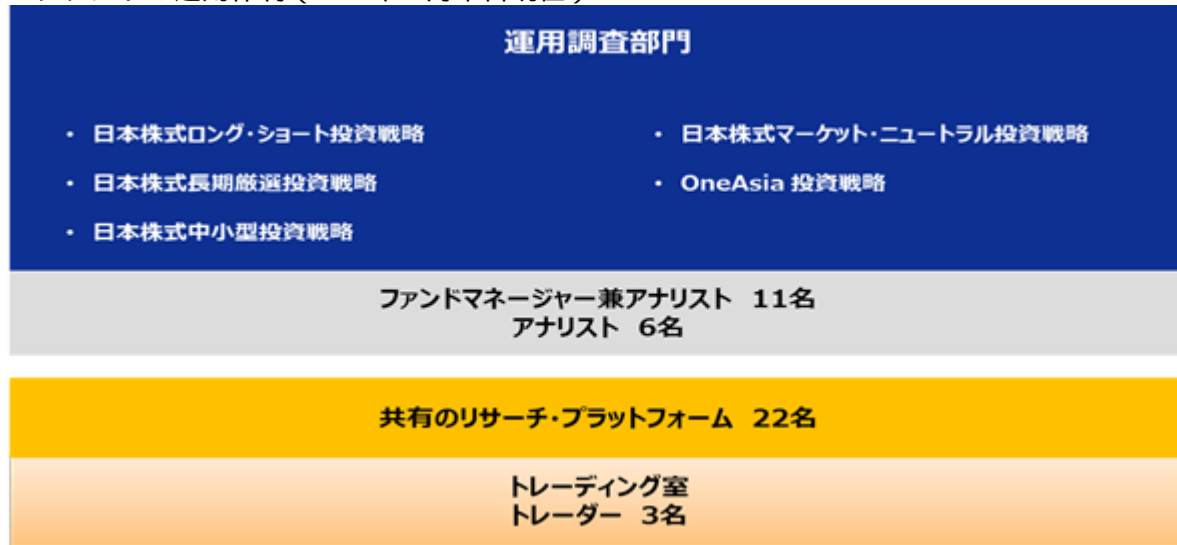 運用調査部門
・ 日本株式ロング・ショート投資戦略
・ 日本株式マーケット・ニュートラル投資戦略
・ 日本株式長期厳選投資戦略
・ OneAsia 投資戦略
・ 日本株式中小型投資戦略
ファンドマネージャー兼アナリスト 11名
アナリスト 6名
共有のリサーチ・プラットフォーム 22名
トレーディング室
トレーダー 3名